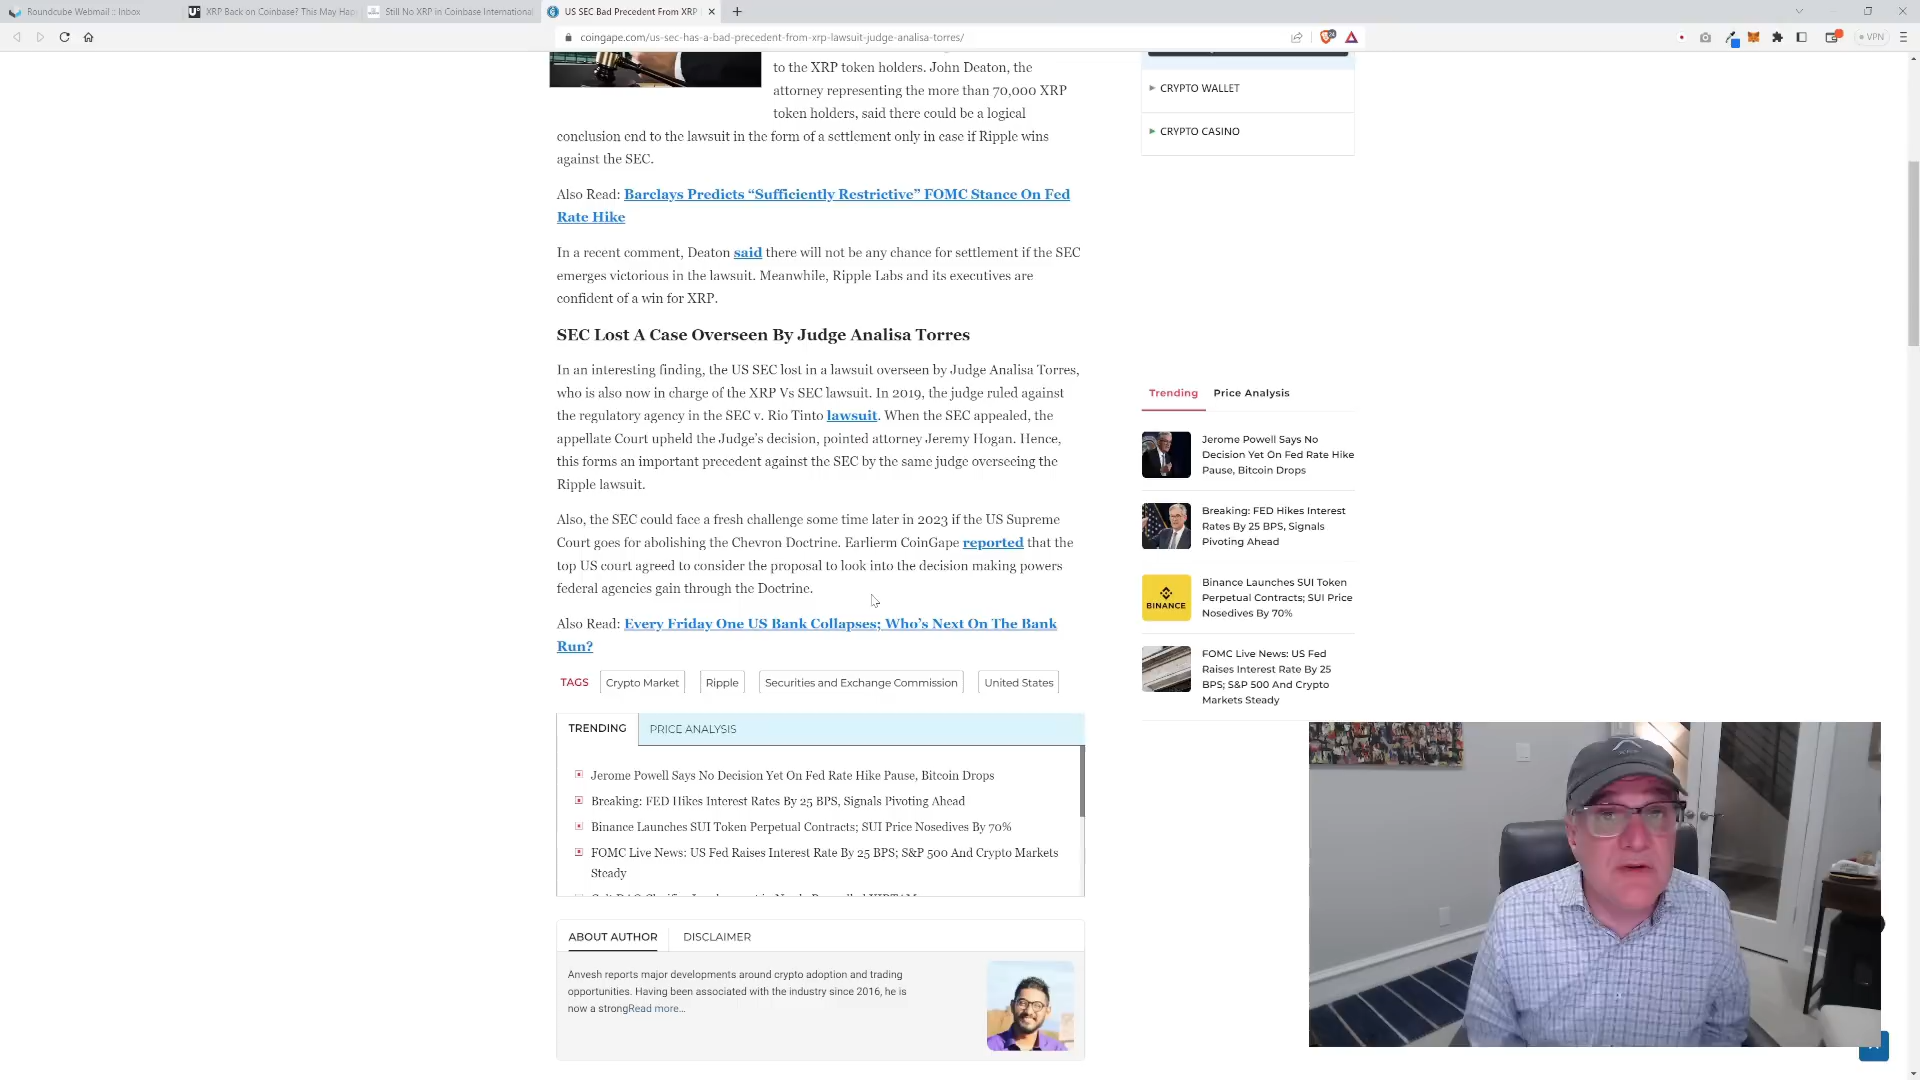 Roundcube Webmail :: Inbox
XRP Back on Coinbase? This May Hap
Still No XRP in Coinbase International
US SEC Bad Precedent From XRP
coingape.com/us-sec-has-a-bad-precedent-from-xrp-lawsuit-judge-analisa-torres/
VPN
to the XRP token holders. John Deaton, the
attorney representing the more than 70,000 XRP
token holders, said there could be a logical
conclusion end to the lawsuit in the form of a settlement only in case if Ripple wins
against the SEC.
Also Read: Barclays Predicts “Sufficiently Restrictive” FOMC Stance On Fed
Rate Hike
In a recent comment, Deaton said there will not be any chance for settlement if the SEC
emerges victorious in the lawsuit. Meanwhile, Ripple Labs and its executives are
confident of a win for XRP.
SEC Lost A Case Overseen By Judge Analisa Torres
In an interesting finding, the US SEC lost in a lawsuit overseen by Judge Analisa Torres,
who is also now in charge of the XRP Vs SEC lawsuit. In 2019, the judge ruled against
the regulatory agency in the SEC v. Rio Tinto lawsuit. When the SEC appealed, the
appellate Court upheld the Judge’s decision, pointed attorney Jeremy Hogan. Hence,
this forms an important precedent against the SEC by the same judge overseeing the
Ripple lawsuit.
Also, the SEC could face a fresh challenge some time later in 2023 if the US Supreme
Court goes for abolishing the Chevron Doctrine. Earlierm CoinGape reported that the
top US court agreed to consider the proposal to look into the decision making powers
federal agencies gain through the Doctrine.
Also Read: Every Friday One US Bank Collapses; Who’s Next On The Bank
Run?
TAGS
Crypto Market
Ripple
Securities and Exchange Commission
United States
TRENDING
PRICE ANALYSIS
Jerome Powell Says No Decision Yet On Fed Rate Hike Pause, Bitcoin Drops
Breaking: FED Hikes Interest Rates By 25 BPS, Signals Pivoting Ahead
Binance Launches SUI Token Perpetual Contracts; SUI Price Nosedives By 70%
FOMC Live News: US Fed Raises Interest Rate By 25 BPS; S&P 500 And Crypto Markets
Steady
ABOUT AUTHOR
DISCLAIMER
Anvesh reports major developments around crypto adoption and trading
opportunities. Having been associated with the industry since 2016, he is
now a strongRead more...
CRYPTO WALLET
CRYPTO CASINO
Trending
Price Analysis
Jerome Powell Says No
Decision Yet On Fed Rate Hike
Pause, Bitcoin Drops
Breaking: FED Hikes Interest
Rates By 25 BPS, Signals
Pivoting Ahead
BINANCE
Binance Launches SUI Token
Perpetual Contracts; SUI Price
Nosedives By 70%
FOMC Live News: US Fed
Raises Interest Rate By 25
BPS; S&P 500 And Crypto
Markets Steady